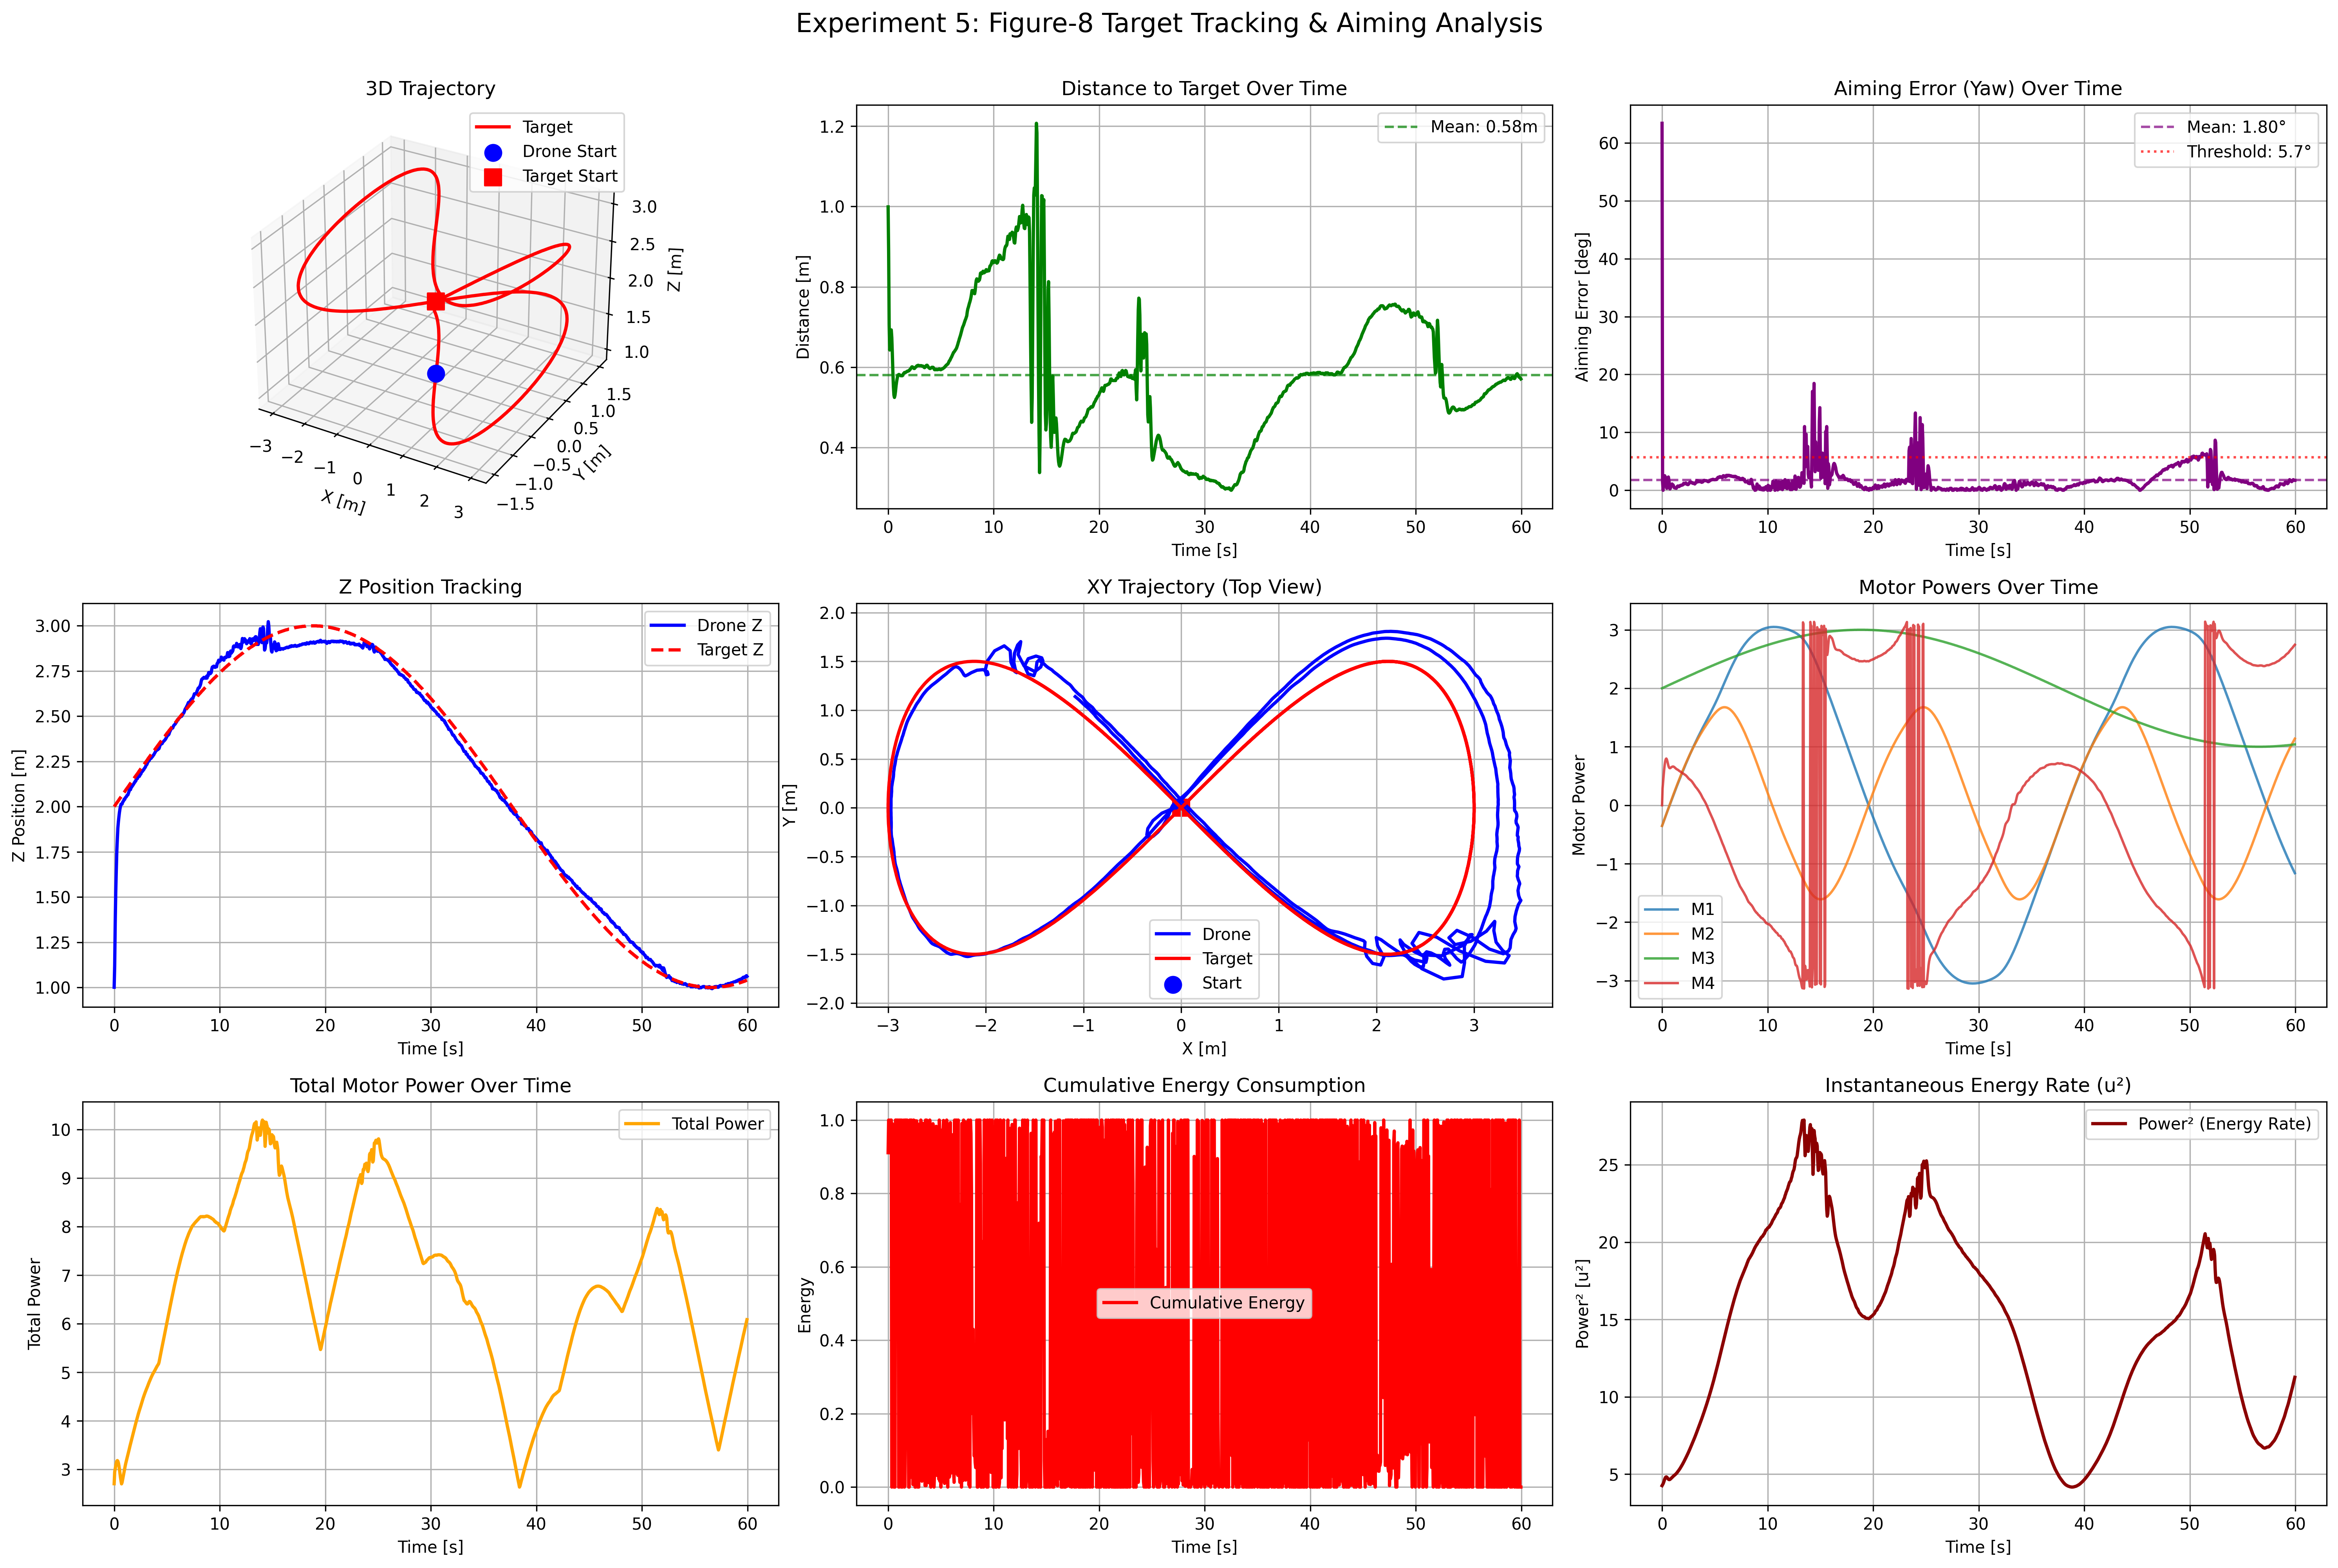 Experiment 5: Figure-8 Target Tracking & Aiming Analysis
3D Trajectory
Target
Drone Start
Target Start
3.0
2.5
2.0
1.5
1.0
Z [m]
−3
−2
−1
0
1
2
3
X [m]
−1.5
−1.0
−0.5
0.0
0.5
1.0
1.5
Y [m]
Distance to Target Over Time
Mean: 0.58m
1.2
1.0
0.8
0.6
0.4
Distance [m]
0 10 20 30 40 50 60
Time [s]
Aiming Error (Yaw) Over Time
Mean: 1.80°
Threshold: 5.7°
60
50
40
30
20
10
0
Aiming Error [deg]
0 10 20 30 40 50 60
Time [s]
Z Position Tracking
Drone Z
Target Z
3.00
2.75
2.50
2.25
2.00
1.75
1.50
1.25
1.00
Z Position [m]
0 10 20 30 40 50 60
Time [s]
XY Trajectory (Top View)
2.0
1.5
1.0
0.5
0.0
−0.5
−1.0
−1.5
−2.0
Y [m]
Drone
Target
Start
−3 −2 −1 0 1 2 3
X [m]
Motor Powers Over Time
3
2
1
0
−1
−2
−3
Motor Power
M1
M2
M3
M4
0 10 20 30 40 50 60
Time [s]
Total Motor Power Over Time
Total Power
10
9
8
7
6
5
4
3
Total Power
0 10 20 30 40 50 60
Time [s]
Cumulative Energy Consumption
1.0
0.8
0.6
0.4
0.2
0.0
Energy
Cumulative Energy
0 10 20 30 40 50 60
Time [s]
Instantaneous Energy Rate (u²)
Power² (Energy Rate)
25
20
15
10
5
Power² [u²]
0 10 20 30 40 50 60
Time [s]